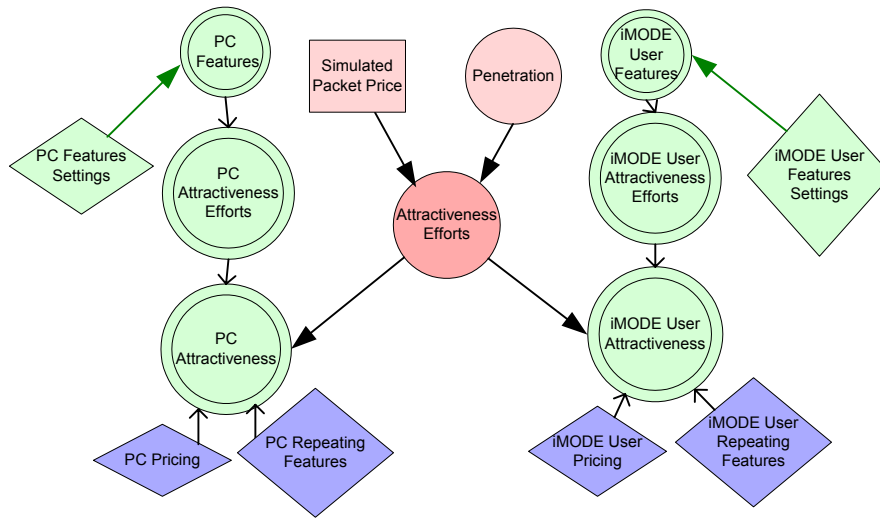 PC
Features
Simulated
Packet Price
Penetration
iMODE
User
Features
PC Features
Settings
PC
Attractiveness
Efforts
iMODE User
Attractiveness
Efforts
iMODE User
Features
Settings
Attractiveness
Efforts
PC
Attractiveness
iMODE User
Attractiveness
PC Pricing
PC Repeating
Features
iMODE User
Pricing
iMODE User
Repeating
Features